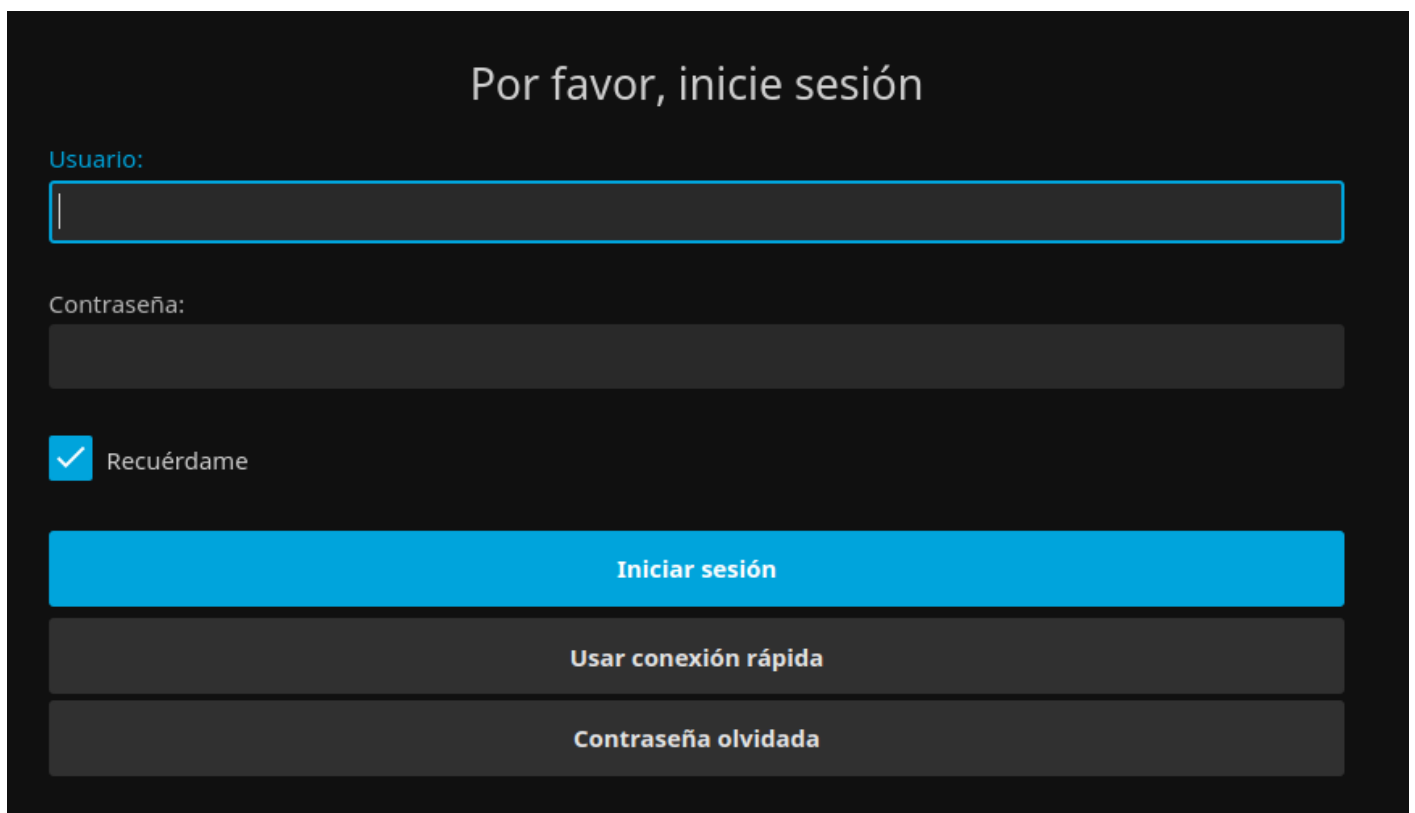 Por favor, inicie sesión
Usuario:
Contraseña:
Recuérdame
Iniciar sesión
Usar conexión rápida
Contraseña olvidada